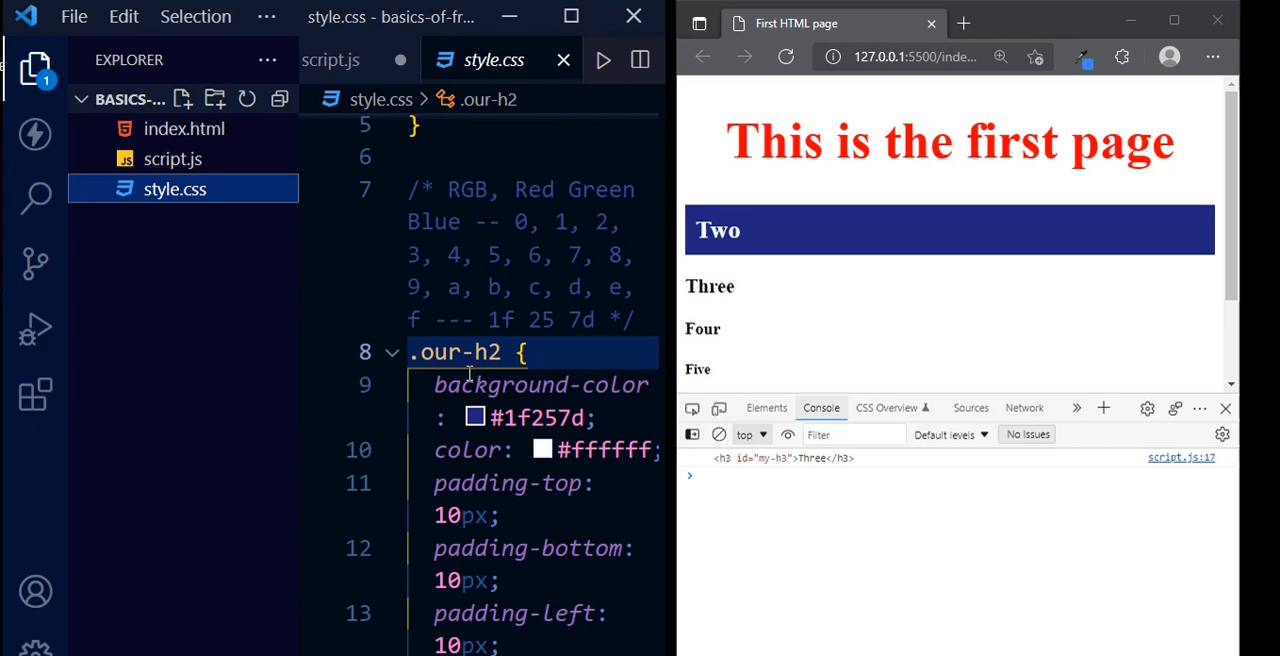 File Edit Selection ··· style.css - basics-of-fr...
EXPLORER ···
1
BASICS-...
index.html
script.js
style.css
script.js style.css
style.css > .our-h2
5 }
6
7 /* RGB, Red Green
Blue -- 0, 1, 2,
3, 4, 5, 6, 7, 8,
9, a, b, c, d, e,
f --- 1f 25 7d */
8 .our-h2 {
9 background-color
: #1f257d;
10 color: #ffffff;
11 padding-top:
10px;
12 padding-bottom:
10px;
13 padding-left:
10px;
First HTML page
127.0.0.1:5500/inde...
This is the first page
Two
Three
Four
Five
Elements Console CSS Overview Sources Network
top Filter Default levels No Issues
<h3 id="my-h3">Three</h3> script.js:17